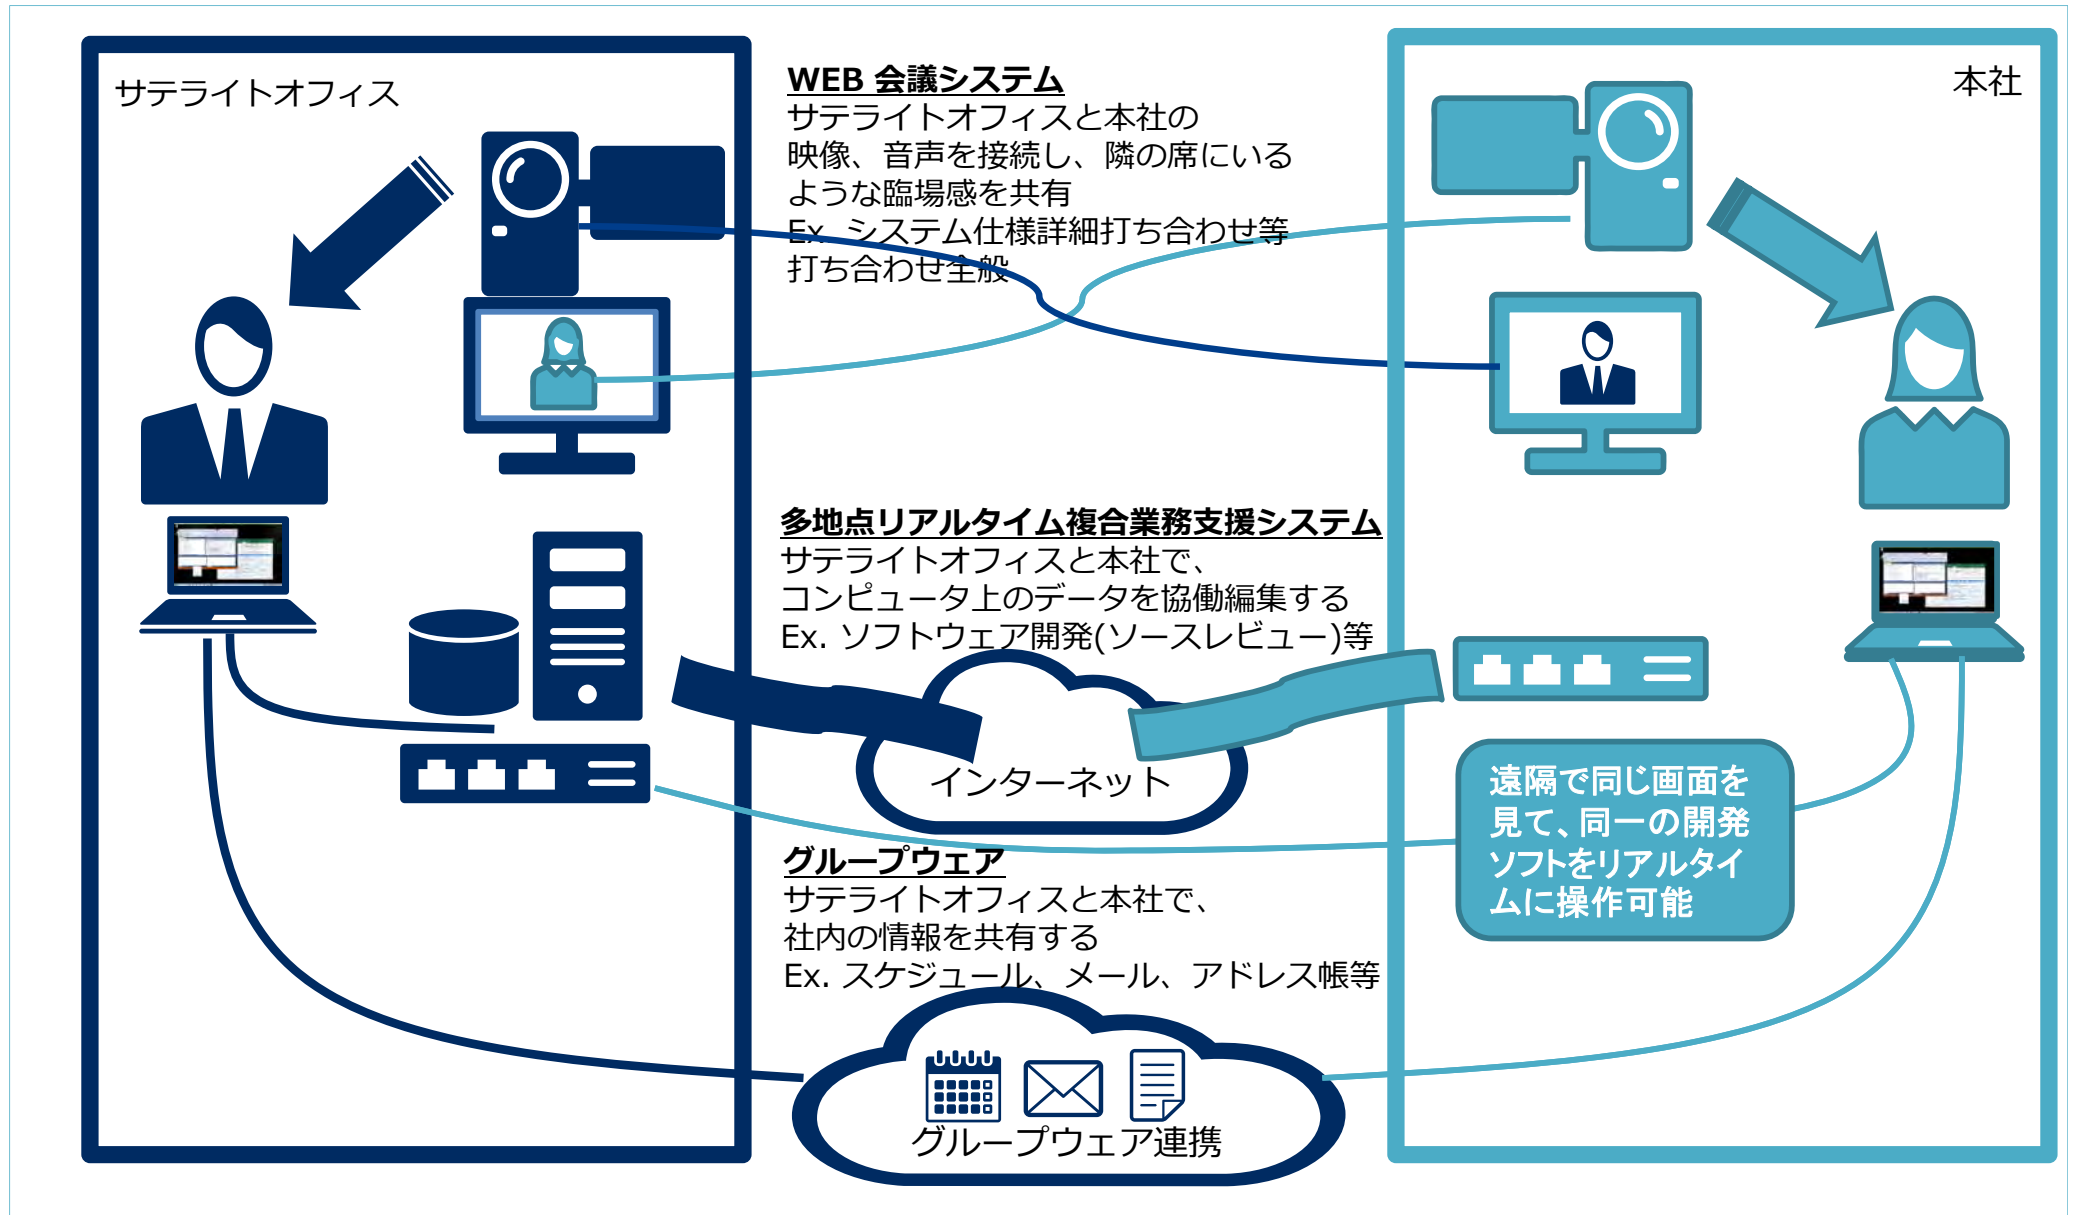 サテライトオフィス
WEB 会議システム
サテライトオフィスと本社の
映像、音声を接続し、隣の席にいる
ような臨場感を共有
Ex. システム仕様詳細打ち合わせ等
打ち合わせ全般
本社
多地点リアルタイム複合業務支援システム
サテライトオフィスと本社で、
コンピュータ上のデータを協働編集する
Ex. ソフトウェア開発(ソースレビュー)等
インターネット
遠隔で同じ画面を
見て、同一の開発
ソフトをリアルタイ
ムに操作可能
グループウェア
サテライトオフィスと本社で、
社内の情報を共有する
Ex. スケジュール、メール、アドレス帳等
グループウェア連携